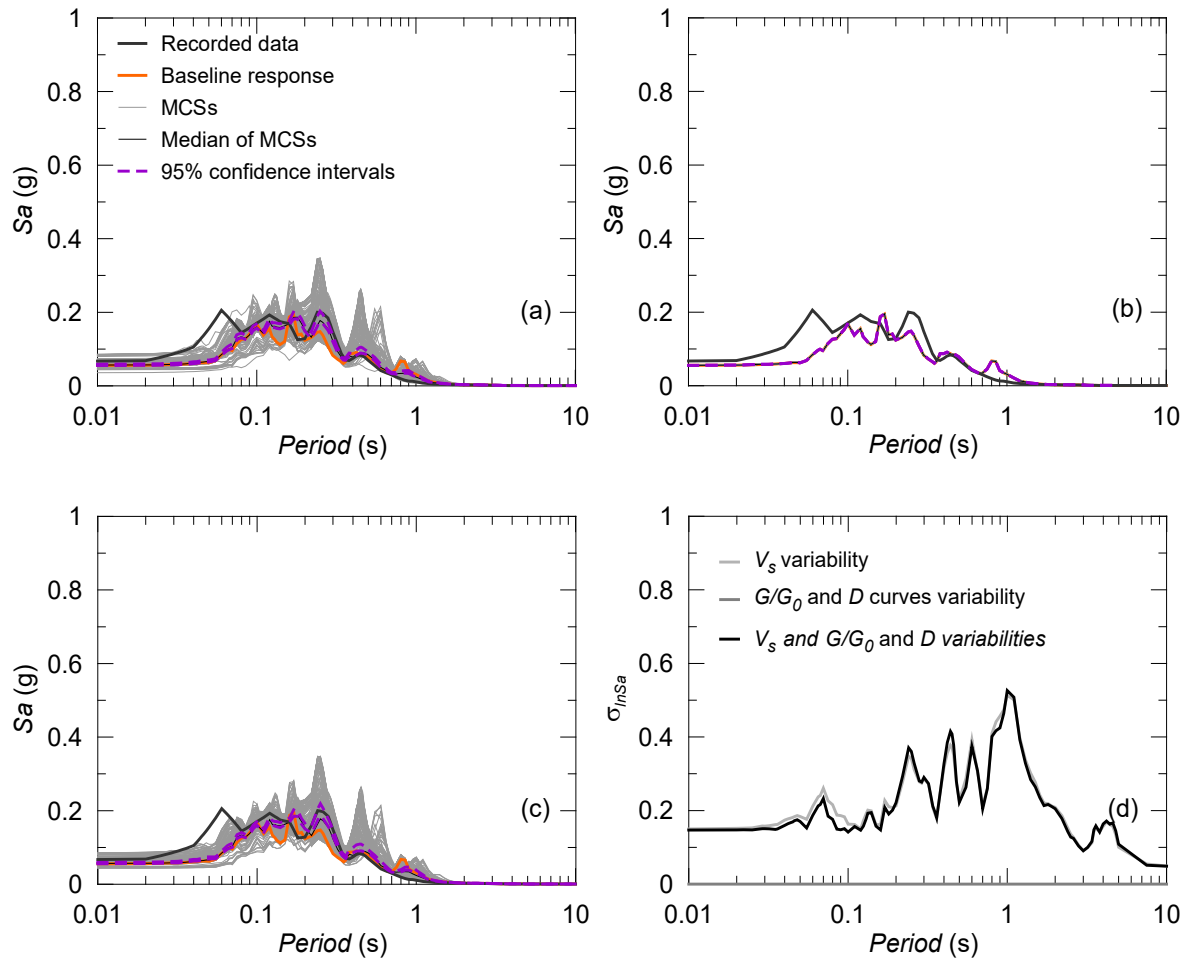 1
0.8
0.6
0.4
0.2
0
Sa (g)
Recorded data
Baseline response
MCSs
Median of MCSs
95% confidence intervals
(a)
0.01 0.1 1 10
Period (s)
1
0.8
0.6
0.4
0.2
0
Sa (g)
(b)
0.01 0.1 1 10
Period (s)
1
0.8
0.6
0.4
0.2
0
Sa (g)
(c)
0.01 0.1 1 10
Period (s)
1
0.8
0.6
0.4
0.2
0
σlnSa
Vs variability
G/G0 and D curves variability
Vs and G/G0 and D variabilities
(d)
0.01 0.1 1 10
Period (s)